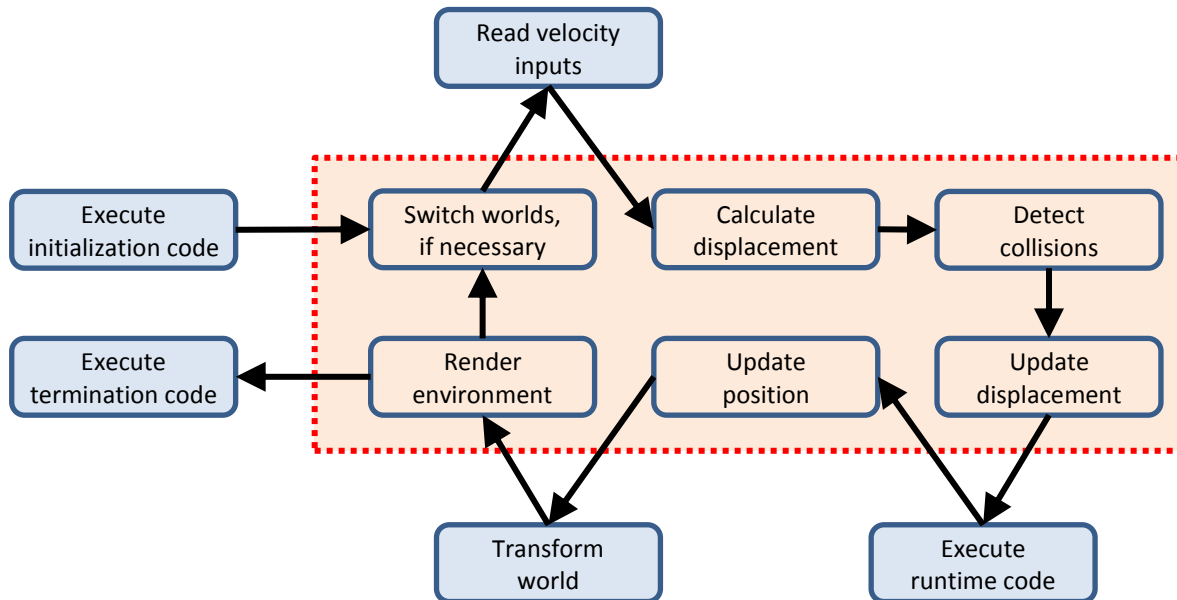 Read velocity
inputs
Execute
initialization code
Switch worlds,
if necessary
Calculate
displacement
Detect
collisions
Execute
termination code
Render
environment
Update
position
Update
displacement
Transform
world
Execute
runtime code